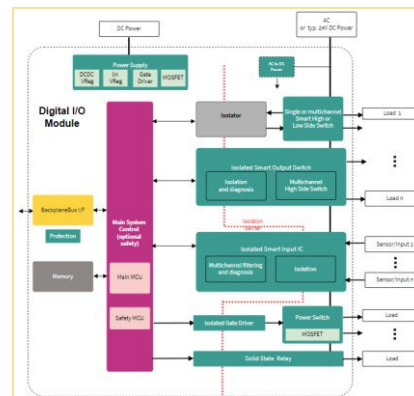 DC Power
AC
or typ. 24V DC Power
Power Supply
DCDC
VReg
lin
VReg
Gate
Driver
MOSFET
AC to DC
Power
Digital I/O
Module
Isolator
Single or multichannel
Smart High or
Low Side Switch
Load 1
Isolated Smart Output Switch
Isolation
and diagnosis
Multichannel
High Side Switch
Load n
BackplaneBus I/F
Protection
Main System
Control
(optional
safety)
Isolation
barrier
Isolated Smart Input IC
Multichannel filtering
and diagnosis
Isolation
Sensor/Input 1
Sensor/Input n
Memory
Main MCU
Safety MCU
Isolated Gate Driver
Power Switch
MOSFET
Load
Solid State Relay
Load